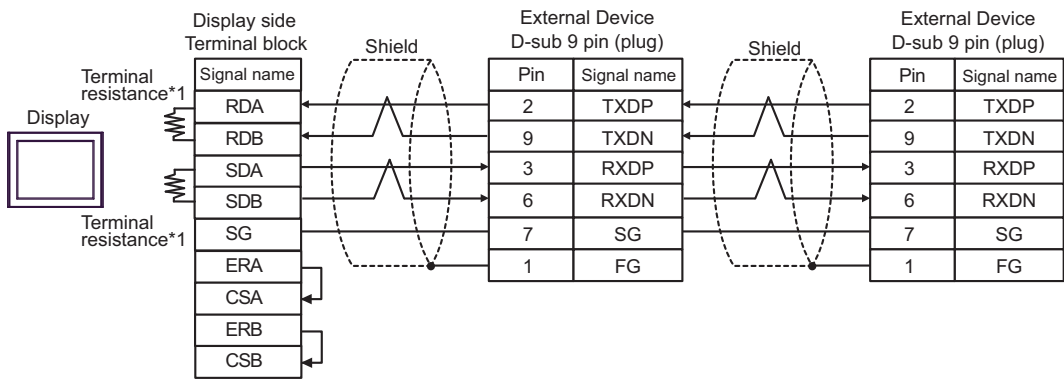 Display side
Terminal block
External Device
D-sub 9 pin (plug)
External Device
D-sub 9 pin (plug)
Shield
Shield
Terminal
resistance*1
Display
Terminal
resistance*1
Signal name
RDA
RDB
SDA
SDB
SG
ERA
CSA
ERB
CSB
Pin Signal name
2 TXDP
9 TXDN
3 RXDP
6 RXDN
7 SG
1 FG
Pin Signal name
2 TXDP
9 TXDN
3 RXDP
6 RXDN
7 SG
1 FG